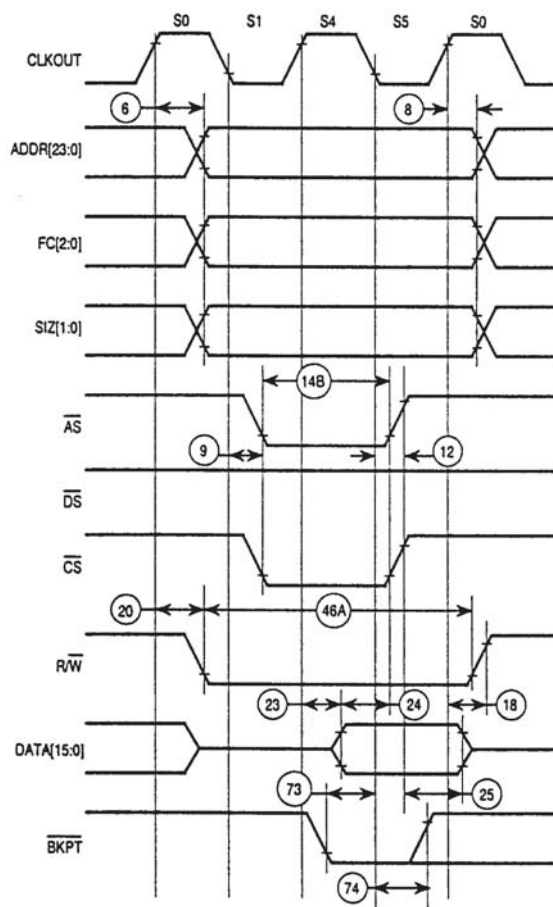 S0 S1 S4 S5 S0
CLKOUT
6 8
ADDR[23:0]
FC[2:0]
SIZ[1:0]
14B
AS
9 12
DS
CS
20 46A
R/W
23 24 18
DATA[15:0]
73 25
BKPT
74